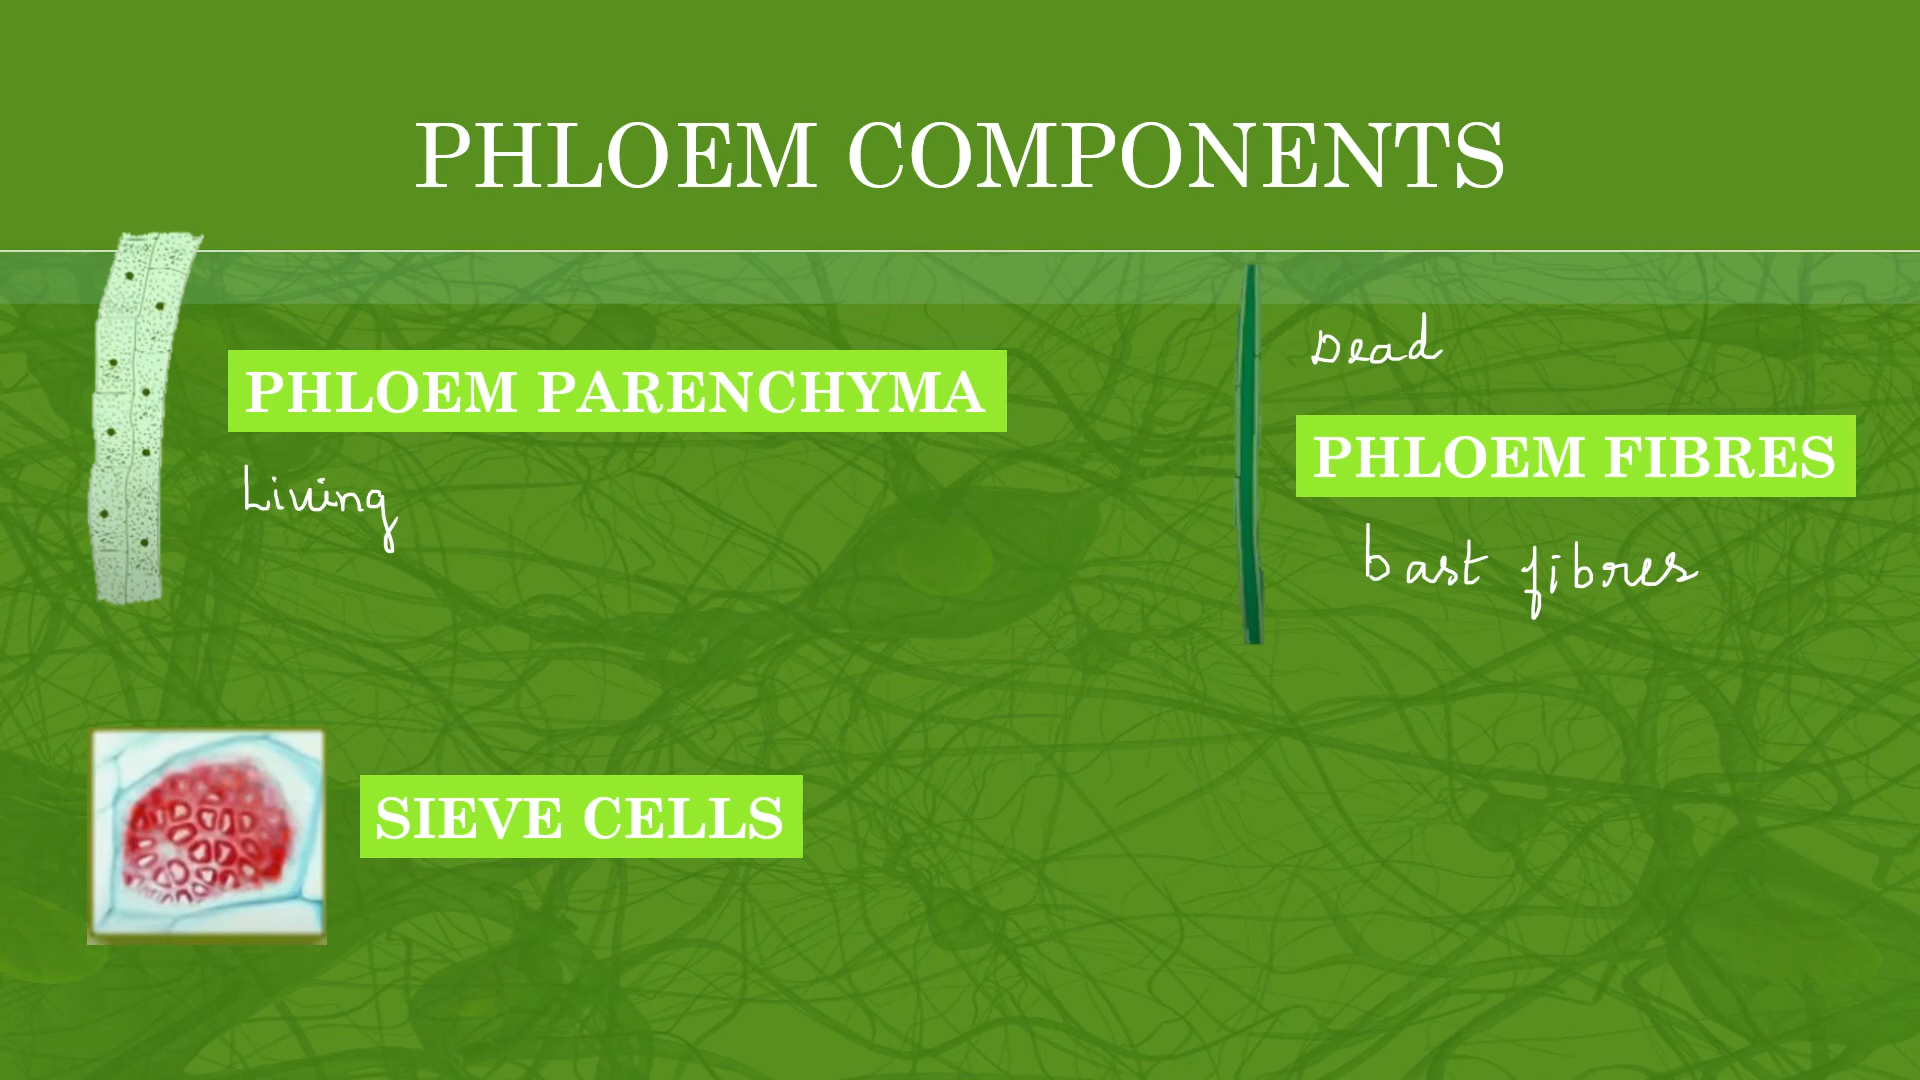 PHLOEM COMPONENTS
PHLOEM PARENCHYMA
Living
Dead
PHLOEM FIBRES
bast fibres
SIEVE CELLS